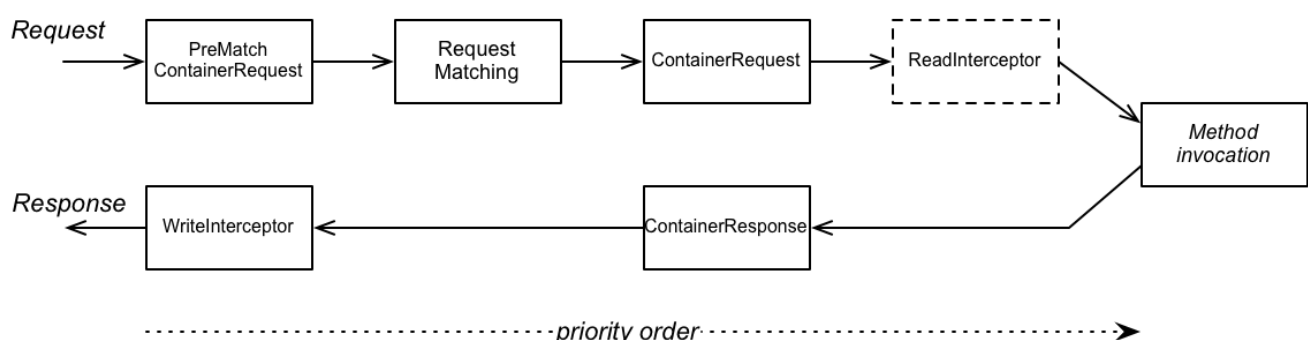 Request
PreMatch
ContainerRequest
Request
Matching
ContainerRequest
ReadInterceptor
Method
invocation
Response
WriteInterceptor
ContainerResponse
priority order